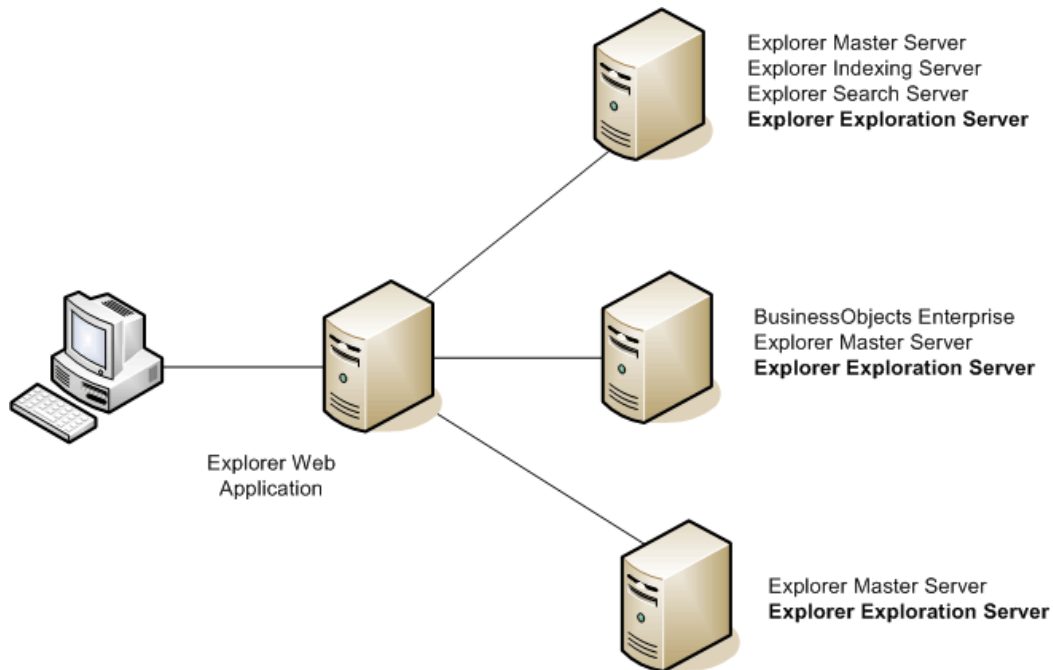 Explorer Master Server
Explorer Indexing Server
Explorer Search Server
Explorer Exploration Server
BusinessObjects Enterprise
Explorer Master Server
Explorer Exploration Server
Explorer Web
Application
Explorer Master Server
Explorer Exploration Server